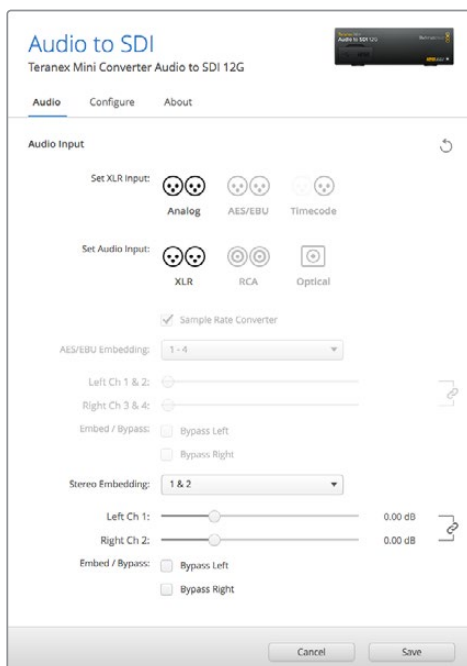 Audio to SDI
Teranex Mini Converter Audio to SDI 12G
Audio Configure About
Audio Input
Set XLR Input:
Analog AES/EBU Timecode
Set Audio Input:
XLR RCA Optical
Sample Rate Converter
AES/EBU Embedding: 1 - 4
Left Ch 1 & 2:
Right Ch 3 & 4:
Embed / Bypass: Bypass Left
Bypass Right
Stereo Embedding: 1 & 2
Left Ch 1: 0.00 dB
Right Ch 2: 0.00 dB
Embed / Bypass: Bypass Left
Bypass Right
Cancel Save